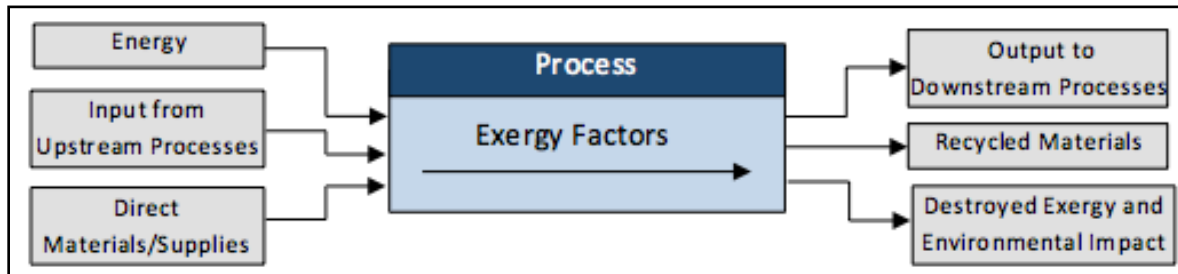 Energy
Input from
Upstream Processes
Direct
Materials/Supplies
Process
Exergy Factors
Output to
Downstream Processes
Recycled Materials
Destroyed Exergy and
Environmental Impact